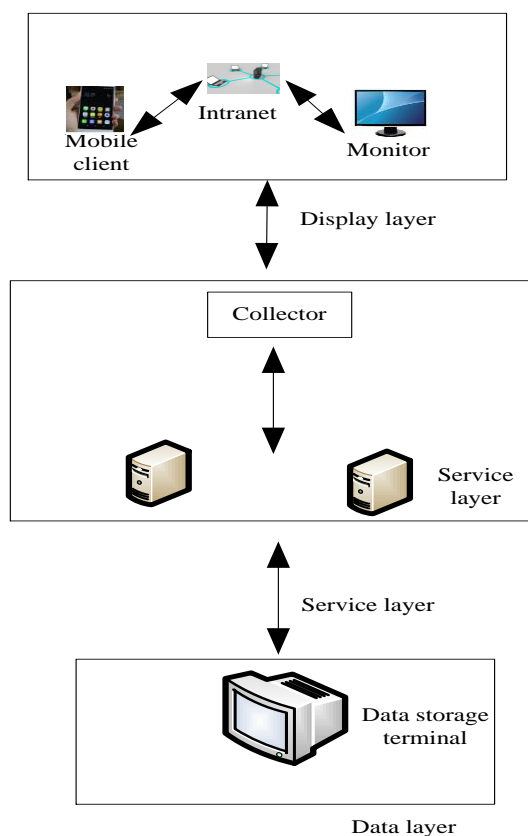 Intranet
Mobile
client
Monitor
Display layer
Collector
Service
layer
Service layer
Data storage
terminal
Data layer